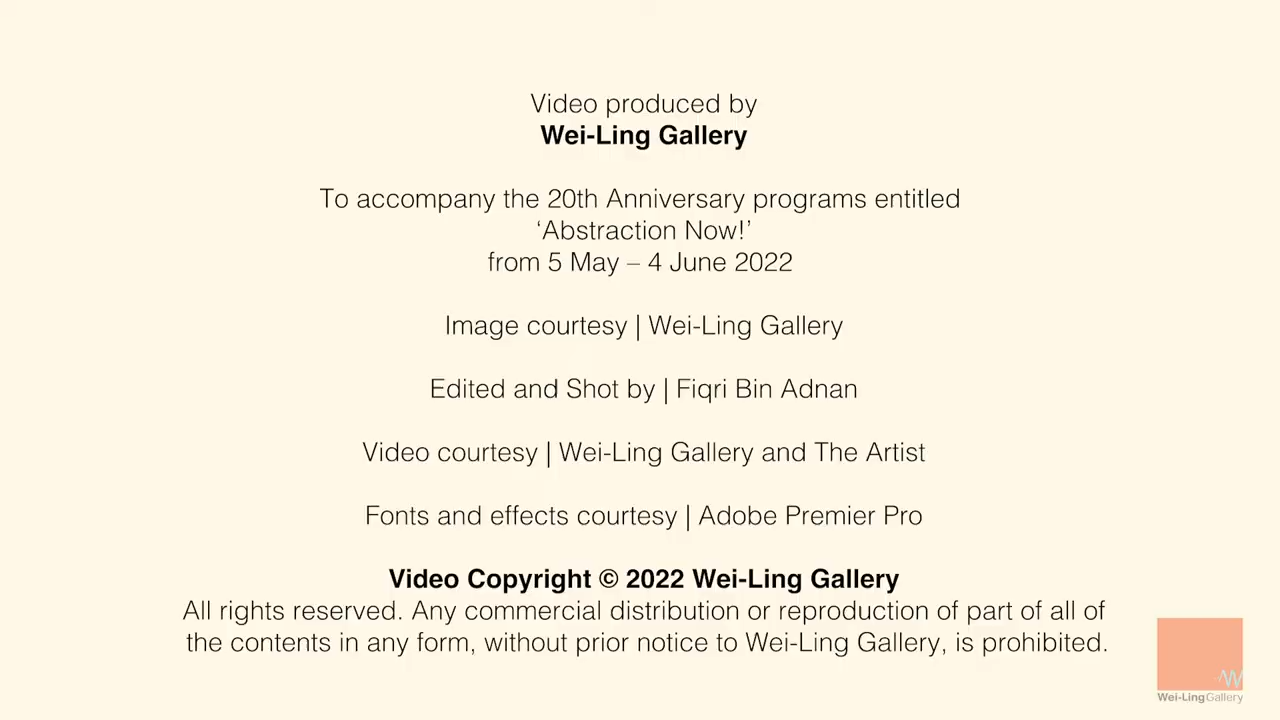 Video produced by
Wei-Ling Gallery
To accompany the 20th Anniversary programs entitled
‘Abstraction Now!’
from 5 May – 4 June 2022
Image courtesy | Wei-Ling Gallery
Edited and Shot by | Fiqri Bin Adnan
Video courtesy | Wei-Ling Gallery and The Artist
Fonts and effects courtesy | Adobe Premier Pro
Video Copyright © 2022 Wei-Ling Gallery
All rights reserved. Any commercial distribution or reproduction of part of all of
the contents in any form, without prior notice to Wei-Ling Gallery, is prohibited.
W
Wei-LingGallery